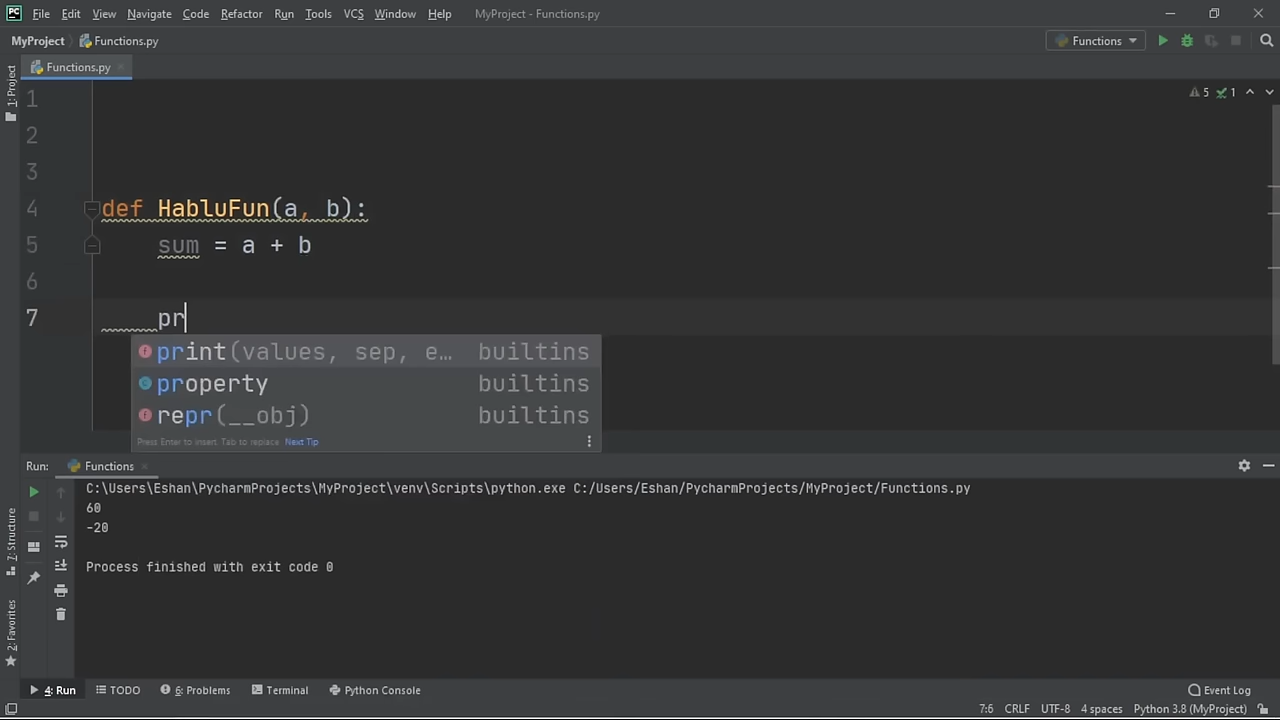 PC File Edit View Navigate Code Refactor Run Tools VCS Window Help MyProject - Functions.py
MyProject Functions.py Functions
Functions.py
1: Project
5 1
1
2
3
4 def HabluFun(a, b):
5 sum = a + b
6
7 pr
print(values, sep, e... builtins
property builtins
repr(__obj) builtins
Press Enter to insert, Tab to replace Next Tip
Run: Functions
C:\Users\Eshan\PycharmProjects\MyProject\venv\Scripts\python.exe C:/Users/Eshan/PycharmProjects/MyProject/Functions.py
60
-20
Process finished with exit code 0
7: Structure
2: Favorites
4: Run TODO 6: Problems Terminal Python Console Event Log
7:6 CRLF UTF-8 4 spaces Python 3.8 (MyProject)